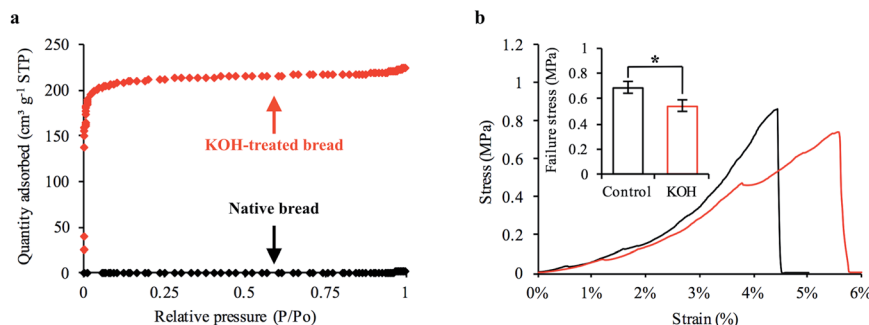 a
Quantity adsorbed (cm³ g⁻¹ STP)
250
200
150
100
50
0
KOH-treated bread
Native bread
0
0.25
0.5
0.75
1
Relative pressure (P/Po)
b
Stress (MPa)
1.2
1
0.8
0.6
0.4
0.2
0
Failure stress (MPa)
1
0.8
0.6
0.4
0.2
0
*
Control
KOH
0%
1%
2%
3%
4%
5%
6%
Strain (%)